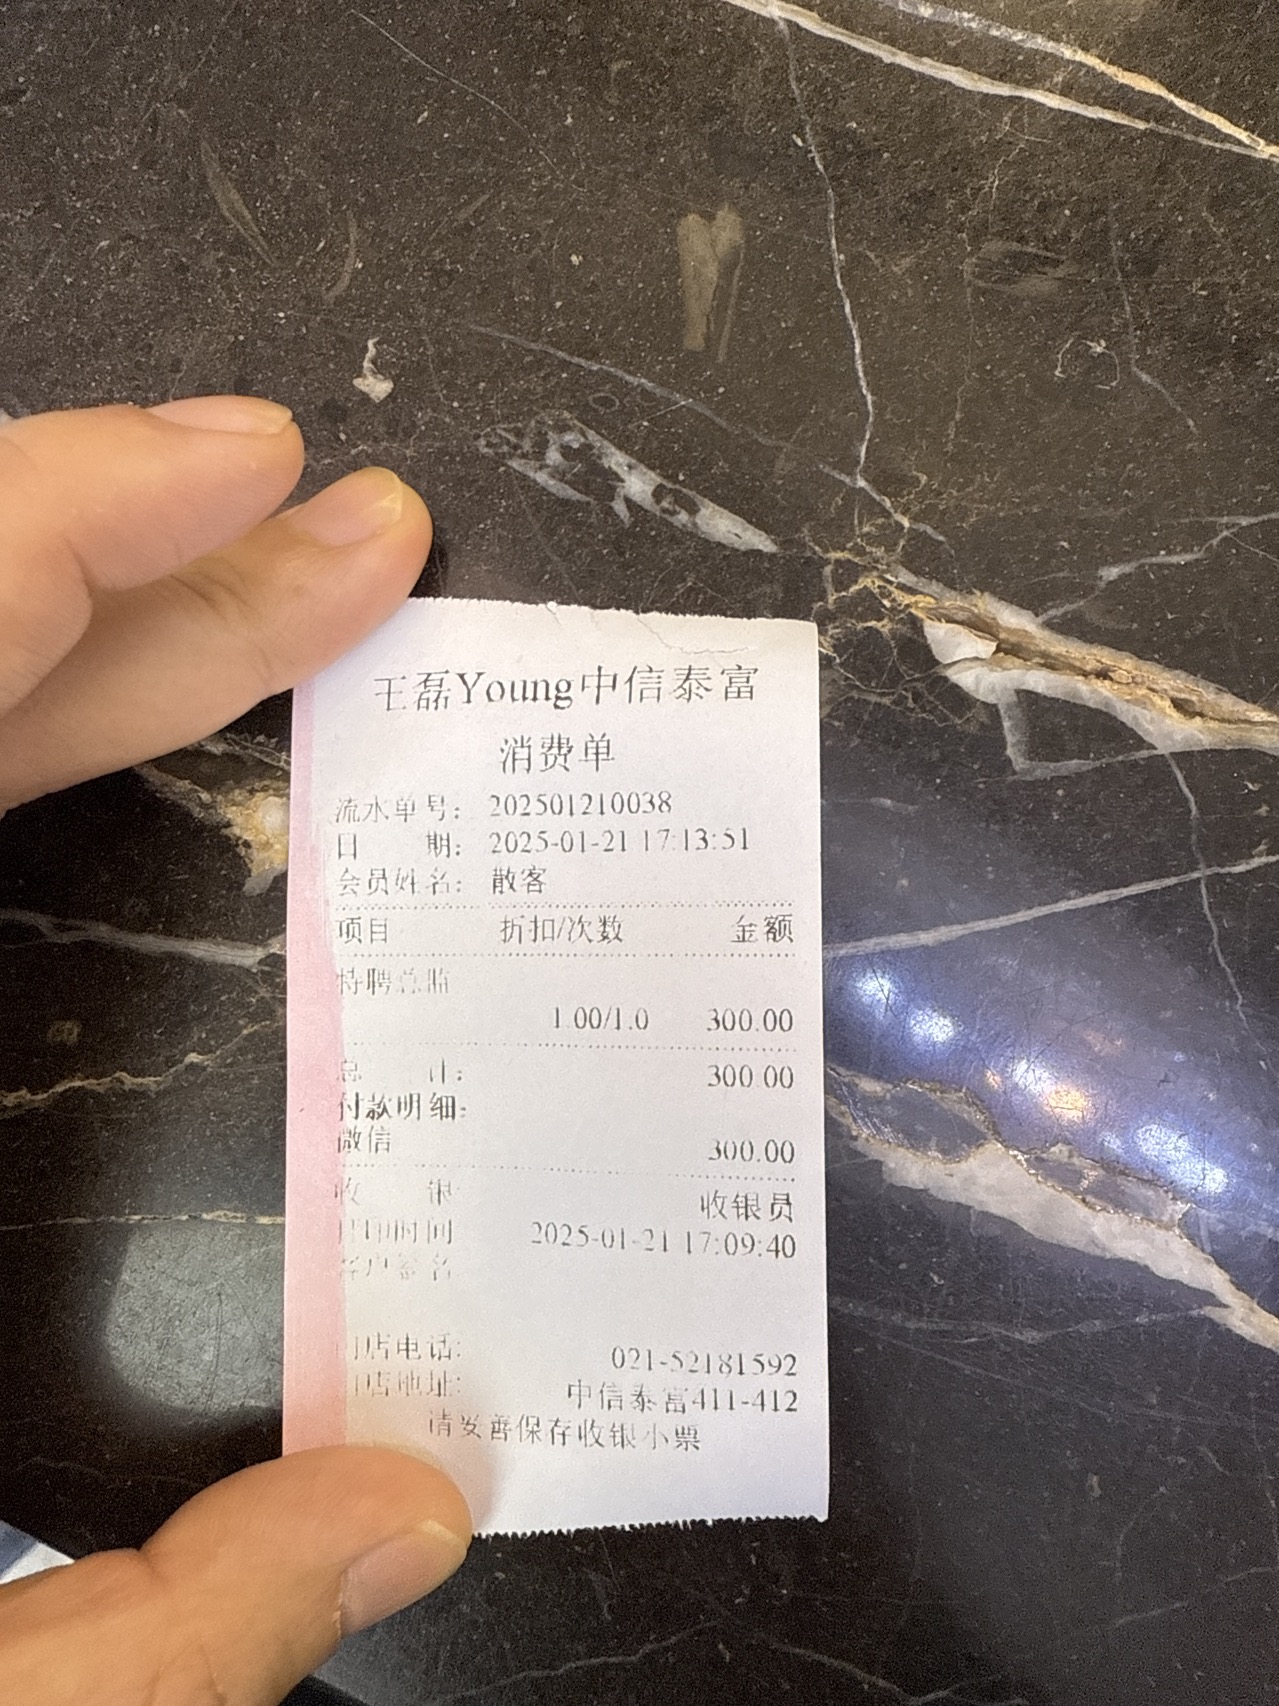 王磊Young中信泰富
消费单
流水单号： 202501210038
日 期： 2025-01-21 17:13:51
会员姓名： 散客
项目 折扣/次数 金额
特聘总监
1.00/1.0 300.00
总 计： 300.00
付款明细：
微信 300.00
收 银： 收银员
打印时间 2025-01-21 17:09:40
客户签名：
门店电话： 021-52181592
门店地址： 中信泰富411-412
请妥善保存收银小票